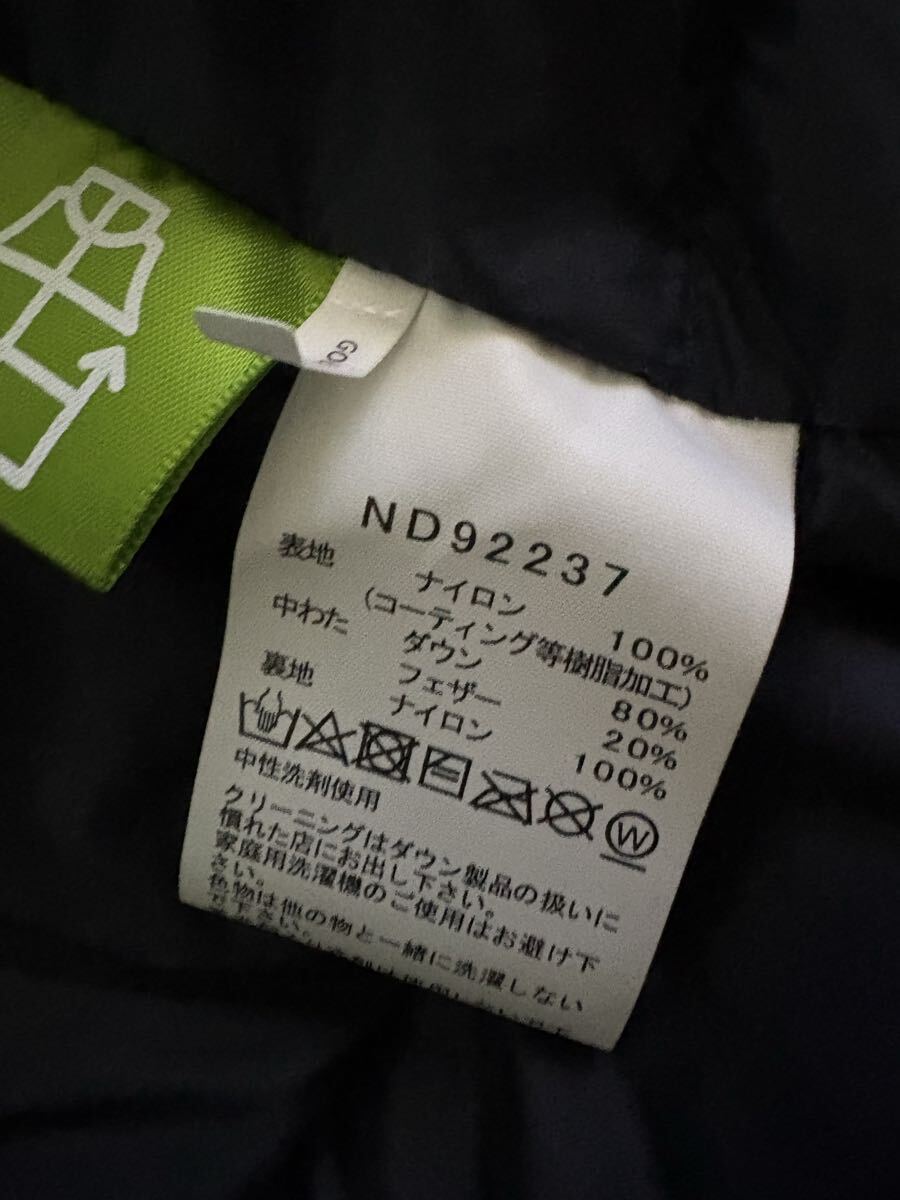 GO
ND92237
表地 ナイロン 100%
(コーティング等樹脂加工)
中わた ダウン 80%
フェザー 20%
裏地 ナイロン 100%
W
中性洗剤使用
クリーニングはダウン製品の扱いに
慣れた店にお出し下さい。
家庭用洗濯機のご使用はお避け下
さい。
色物は他の物と一緒に洗濯しない
で下さい。